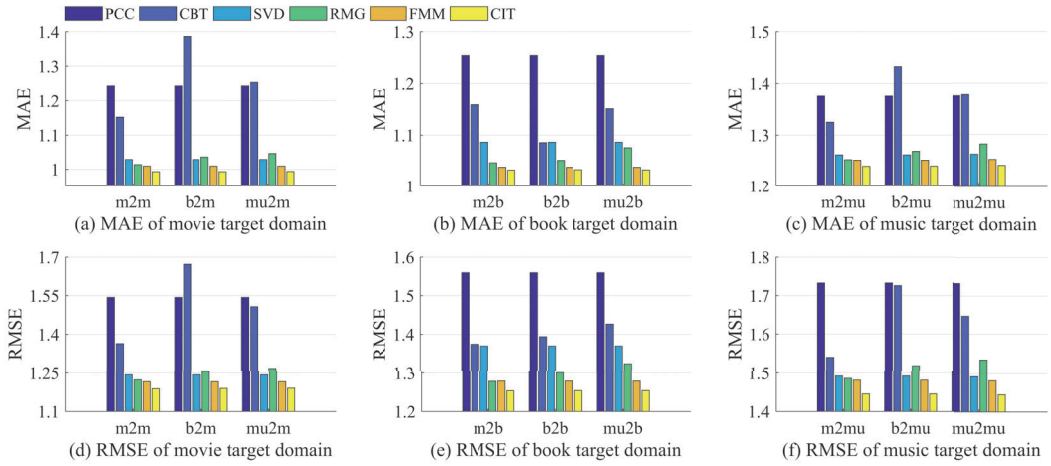 PCC CBT SVD RMG FMM CIT
1.4
1.3
1.2
1.1
1
MAE
m2m b2m mu2m
(a) MAE of movie target domain
1.3
1.2
1.1
1
MAE
m2b b2b mu2b
(b) MAE of book target domain
1.5
1.4
1.3
1.2
MAE
m2mu b2mu mu2mu
(c) MAE of music target domain
1.7
1.55
1.4
1.25
1.1
RMSE
m2m b2m mu2m
(d) RMSE of movie target domain
1.6
1.5
1.4
1.3
1.2
RMSE
m2b b2b mu2b
(e) RMSE of book target domain
1.8
1.7
1.6
1.5
1.4
RMSE
m2mu b2mu mu2mu
(f) RMSE of music target domain